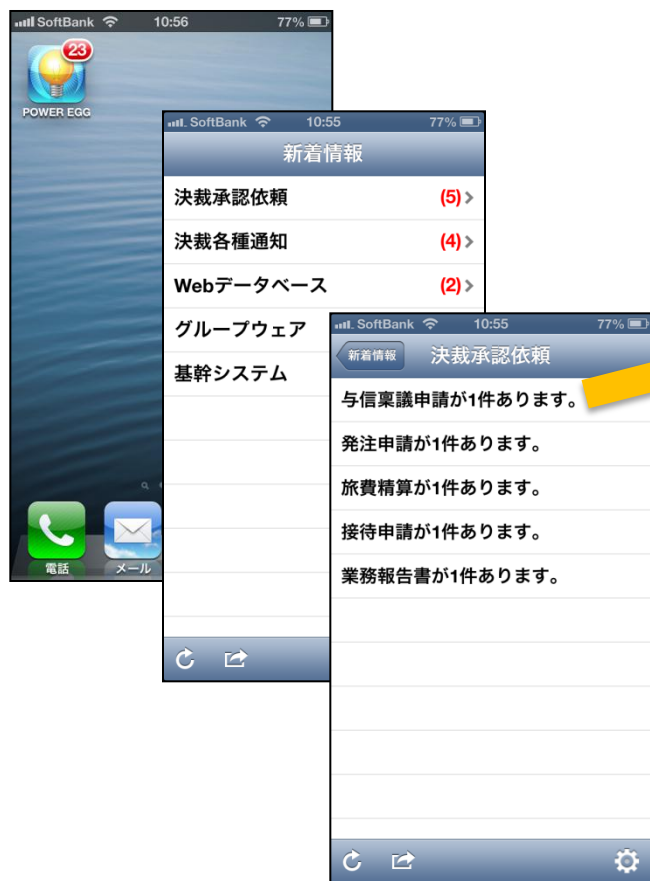 SoftBank 10:56 77%
23
POWER EGG
電話
メール
SoftBank 10:55 77%
新着情報
決裁承認依頼 (5)
決裁各種通知 (4)
Webデータベース (2)
グループウェア
基幹システム
SoftBank 10:55 77%
新着情報 決裁承認依頼
与信稟議申請が1件あります。
発注申請が1件あります。
旅費精算が1件あります。
接待申請が1件あります。
業務報告書が1件あります。